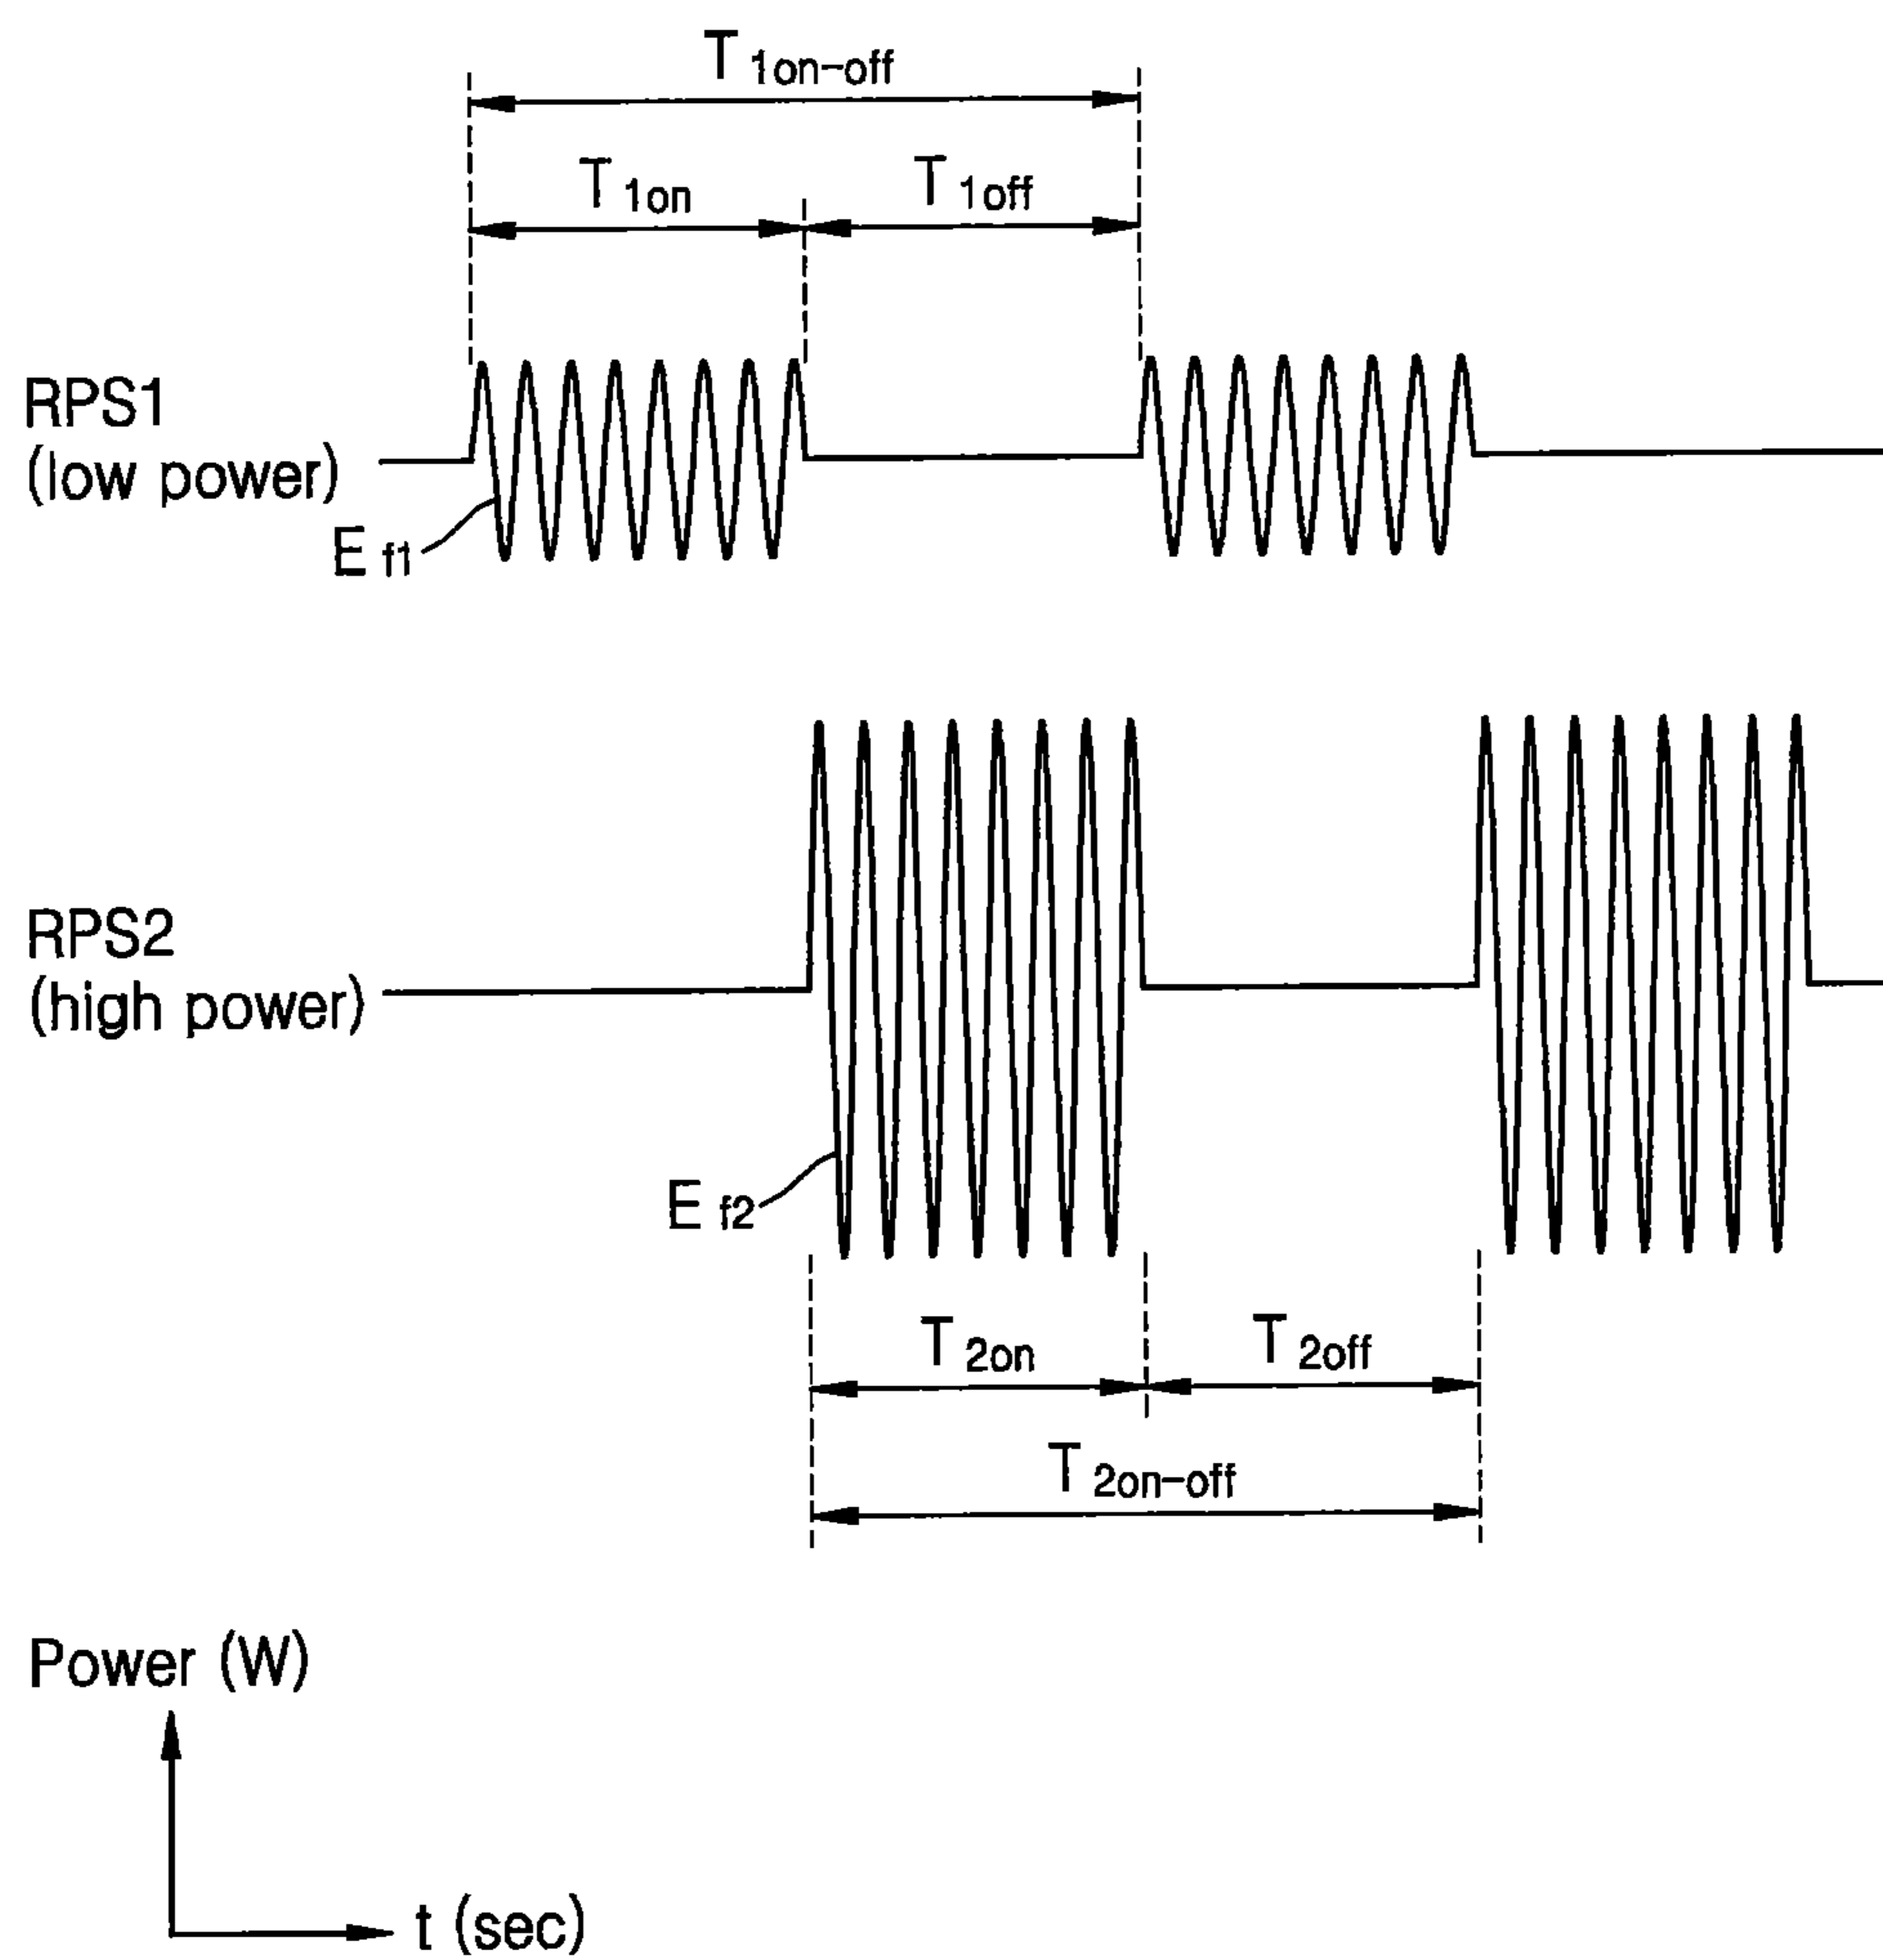 T 1on-off
T 1on
T 1off
RPS1
(low power)
E f1
RPS2
(high power)
E f2
T 2on
T 2off
T 2on-off
Power (W)
t (sec)